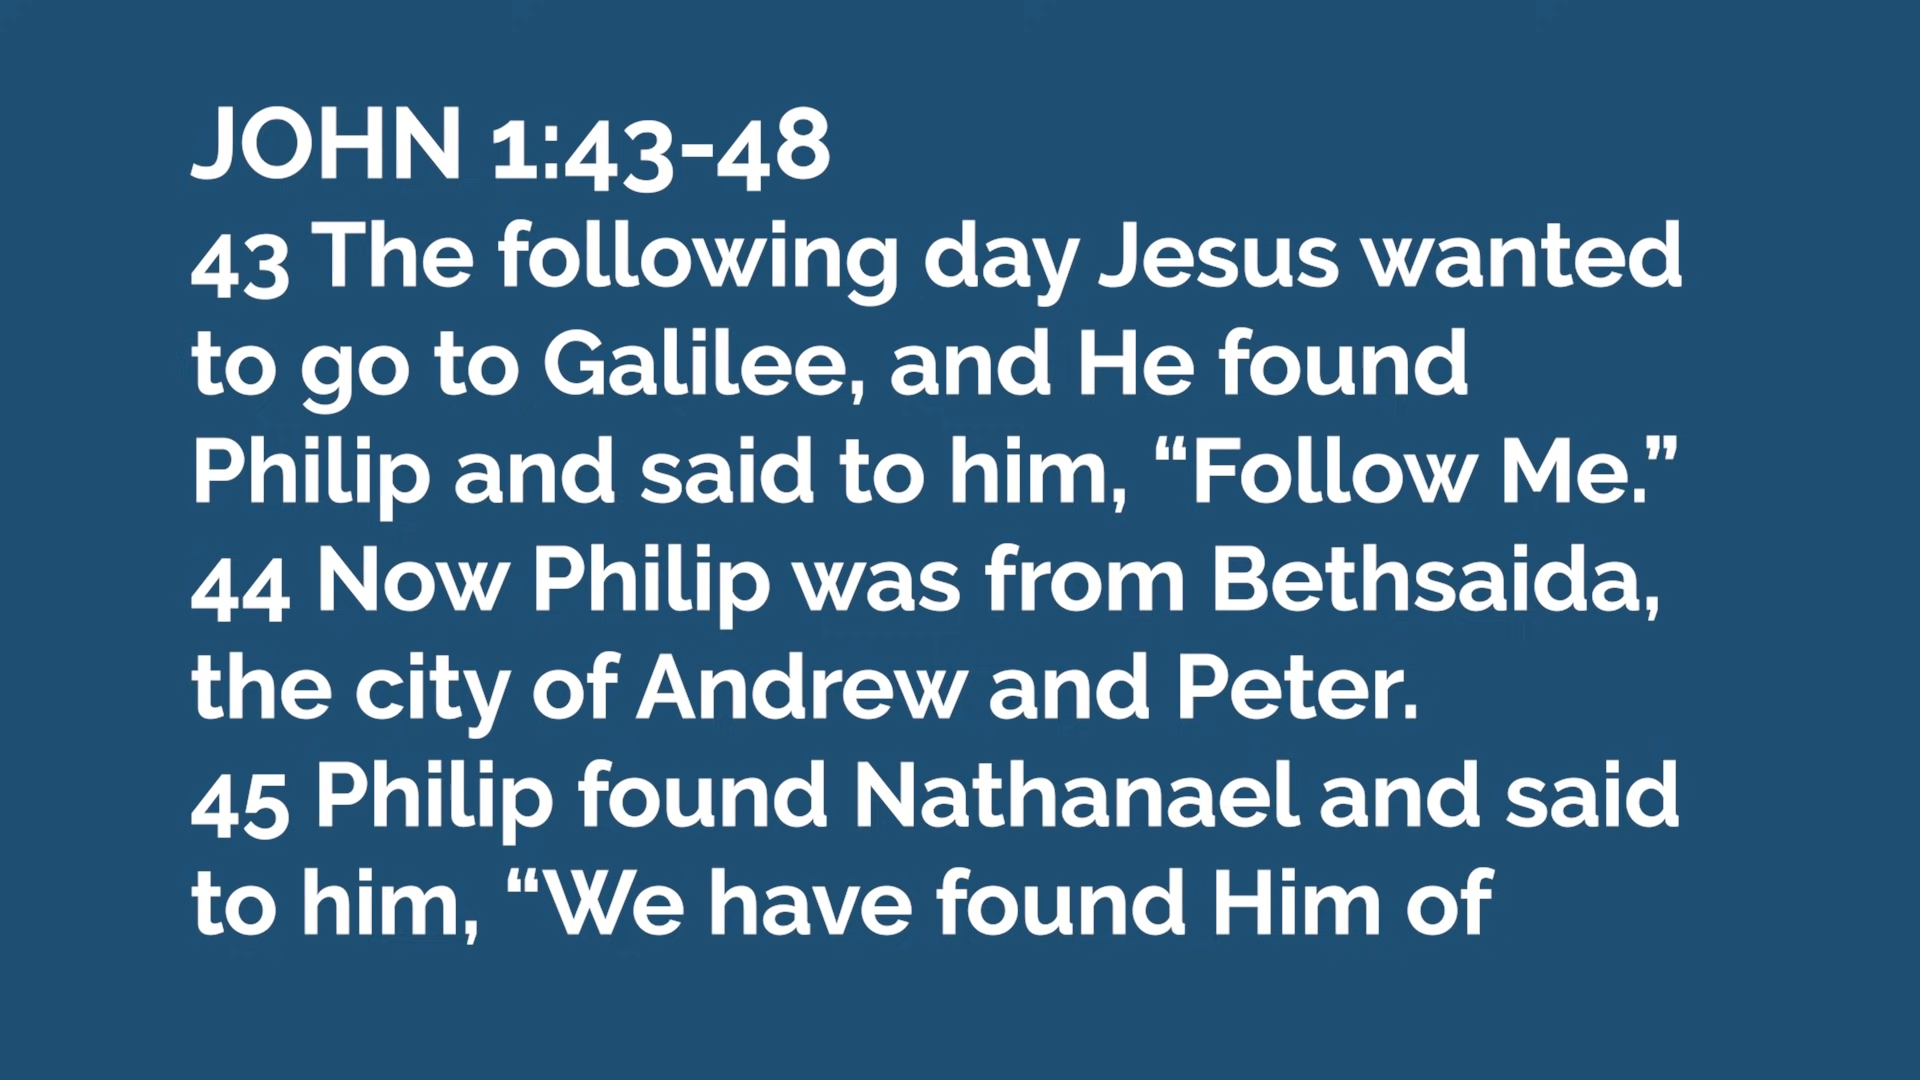 JOHN 1:43-48
43 The following day Jesus wanted
to go to Galilee, and He found
Philip and said to him, “Follow Me.”
44 Now Philip was from Bethsaida,
the city of Andrew and Peter.
45 Philip found Nathanael and said
to him, “We have found Him of